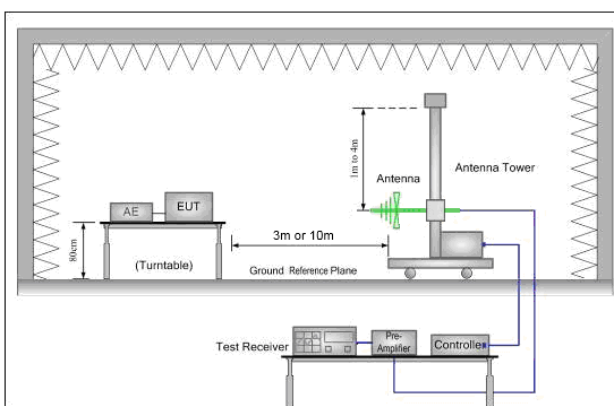 1m to 4m
Antenna
Antenna Tower
AE
EUT
80cm
(Turntable)
3m or 10m
Ground Reference Plane
Test Receiver
Pre-
Amplifier
Controlle